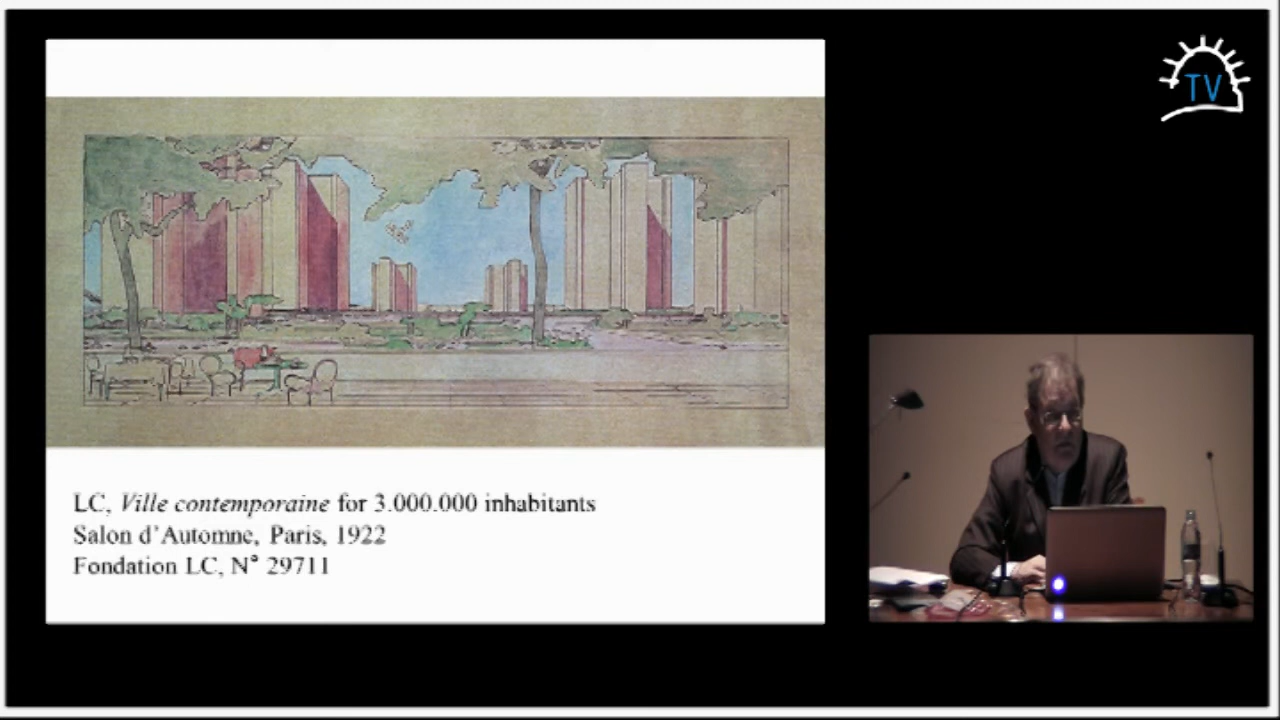 TV
LC, Ville contemporaine for 3.000.000 inhabitants
Salon d'Automne, Paris, 1922
Fondation LC, N° 29711